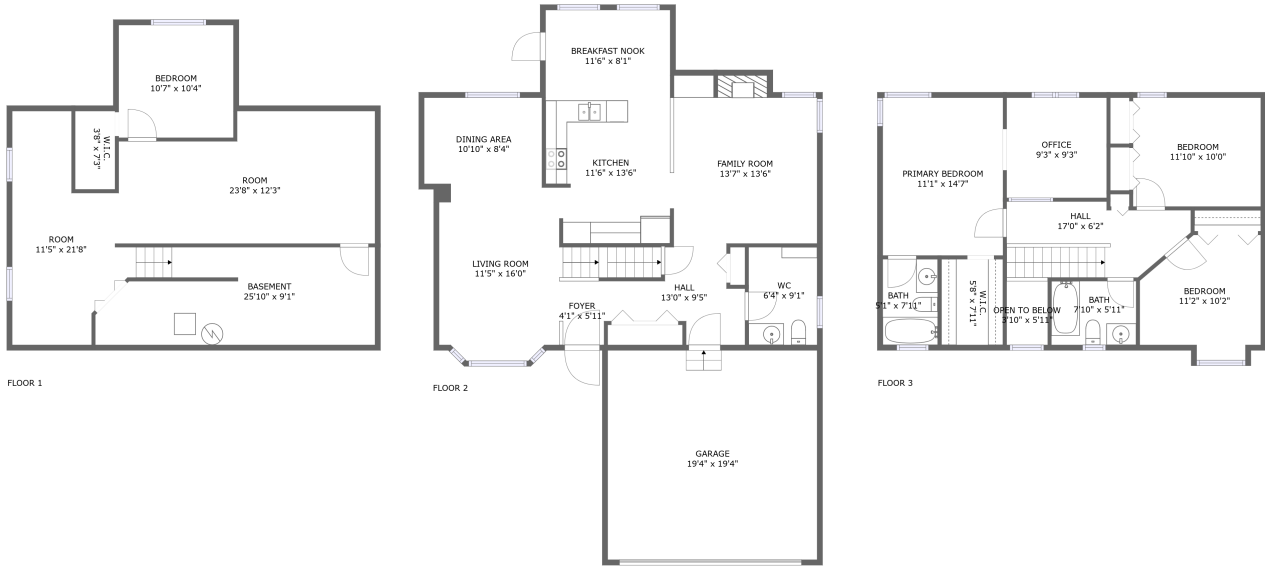 BEDROOM
10'7" x 10'4"
W.I.C.
3'8" x 7'3"
ROOM
23'8" x 12'3"
ROOM
11'5" x 21'8"
BASEMENT
25'10" x 9'1"
FLOOR 1
BREAKFAST NOOK
11'6" x 8'1"
DINING AREA
10'10" x 8'4"
KITCHEN
11'6" x 13'6"
FAMILY ROOM
13'7" x 13'6"
LIVING ROOM
11'5" x 16'0"
FOYER
4'1" x 5'11"
HALL
13'0" x 9'5"
WC
6'4" x 9'1"
GARAGE
19'4" x 19'4"
FLOOR 2
PRIMARY BEDROOM
11'1" x 14'7"
OFFICE
9'3" x 9'3"
BEDROOM
11'10" x 10'0"
HALL
17'0" x 6'2"
BATH
5'1" x 7'11"
W.I.C.
5'8" x 7'11"
OPEN TO BELOW
3'10" x 5'11"
BATH
7'10" x 5'11"
BEDROOM
11'2" x 10'2"
FLOOR 3